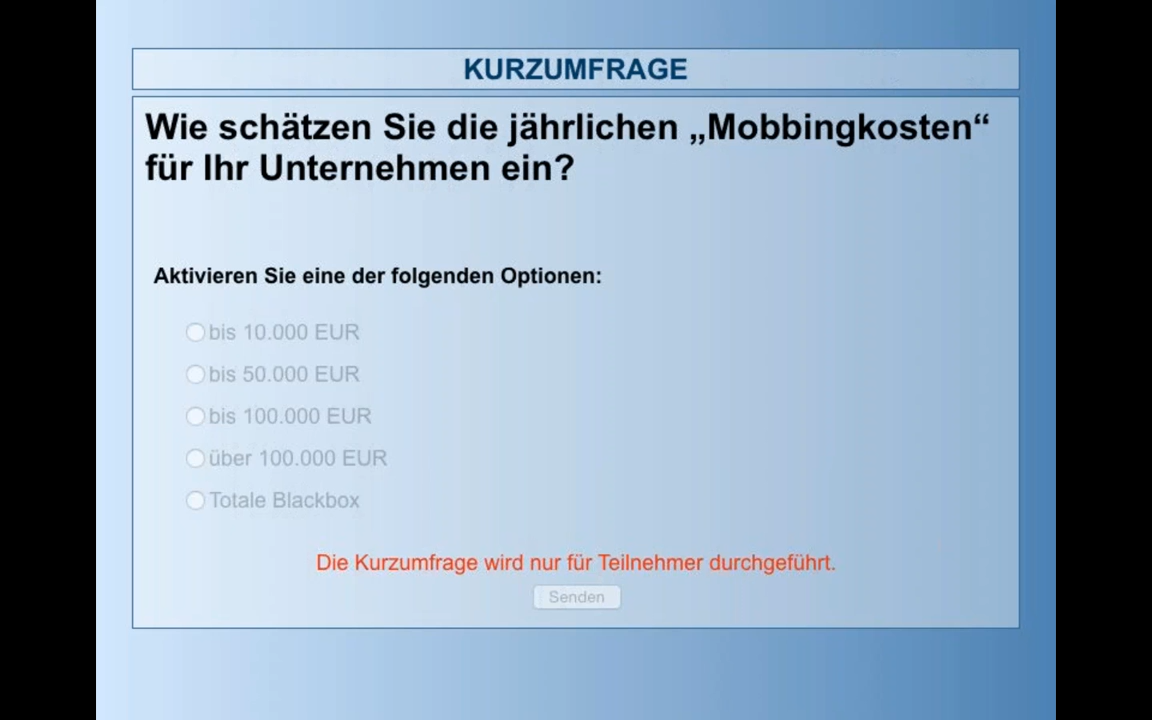 KURZUMFRAGE
Wie schätzen Sie die jährlichen „Mobbingkosten“
für Ihr Unternehmen ein?
Aktivieren Sie eine der folgenden Optionen:
bis 10.000 EUR
bis 50.000 EUR
bis 100.000 EUR
über 100.000 EUR
Totale Blackbox
Die Kurzumfrage wird nur für Teilnehmer durchgeführt.
Senden